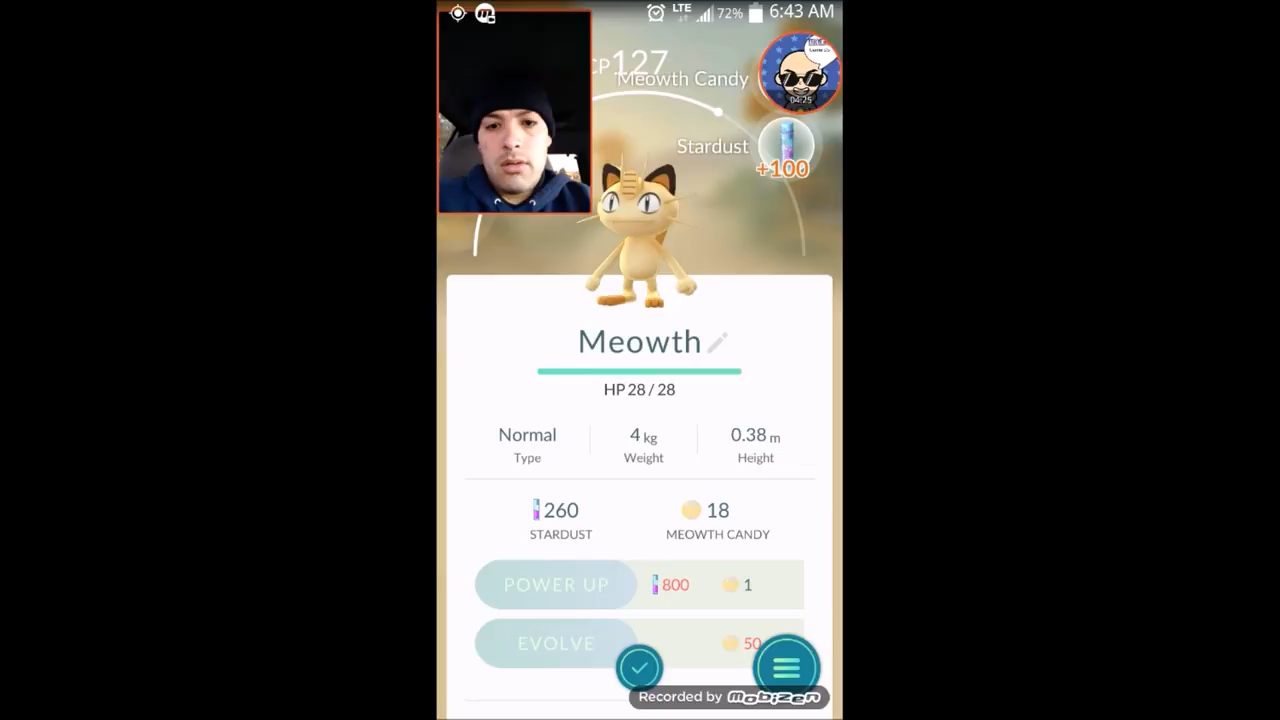 LTE 72% 6:43 AM
CP127
Meowth Candy
04:25
Stardust
+100
Meowth
HP 28 / 28
Normal 4 kg 0.38 m
Type Weight Height
260 18
STARDUST MEOWTH CANDY
POWER UP 800 1
EVOLVE 50
Recorded by mobizen